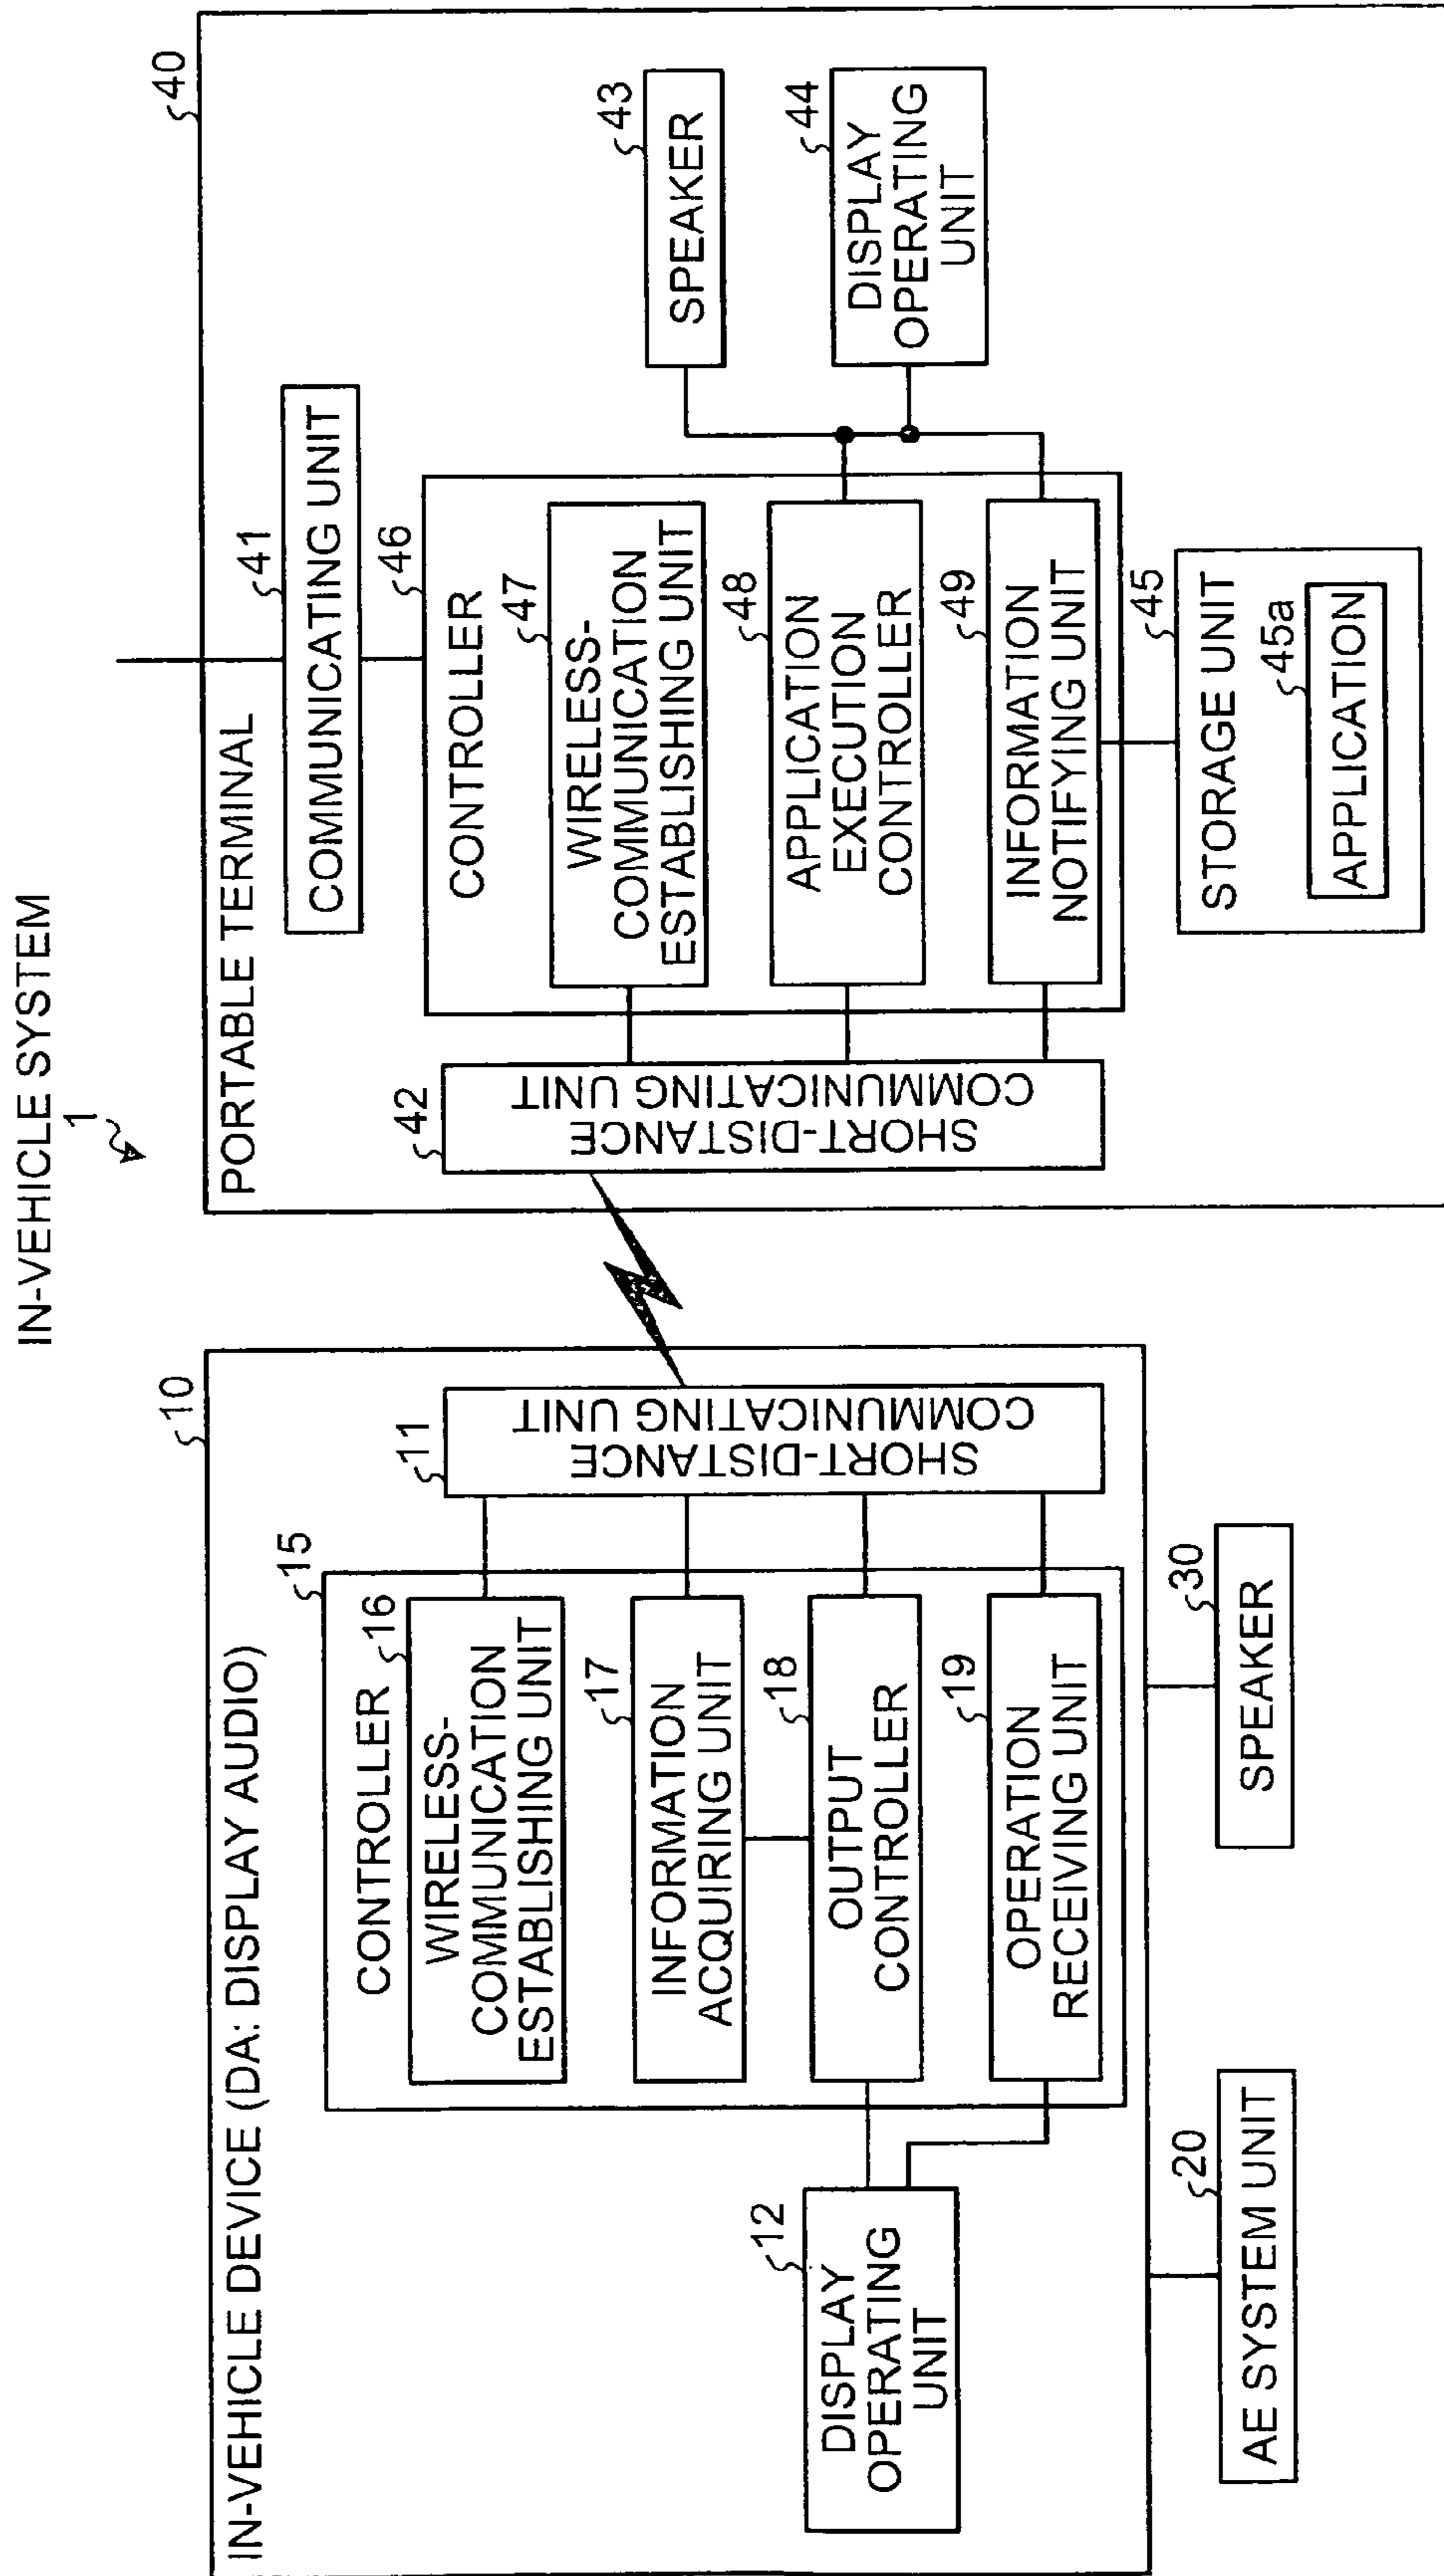 IN-VEHICLE SYSTEM
1
10
IN-VEHICLE DEVICE (DA: DISPLAY AUDIO)
15
CONTROLLER
16
WIRELESS-
COMMUNICATION
ESTABLISHING UNIT
17
INFORMATION
ACQUIRING UNIT
18
OUTPUT
CONTROLLER
19
OPERATION
RECEIVING UNIT
11
SHORT-DISTANCE
COMMUNICATING UNIT
12
DISPLAY
OPERATING
UNIT
20
AE SYSTEM UNIT
30
SPEAKER
40
PORTABLE TERMINAL
41
COMMUNICATING UNIT
42
SHORT-DISTANCE
COMMUNICATING UNIT
46
CONTROLLER
47
WIRELESS-
COMMUNICATION
ESTABLISHING UNIT
48
APPLICATION
EXECUTION
CONTROLLER
49
INFORMATION
NOTIFYING UNIT
43
SPEAKER
44
DISPLAY
OPERATING
UNIT
45
STORAGE UNIT
45a
APPLICATION